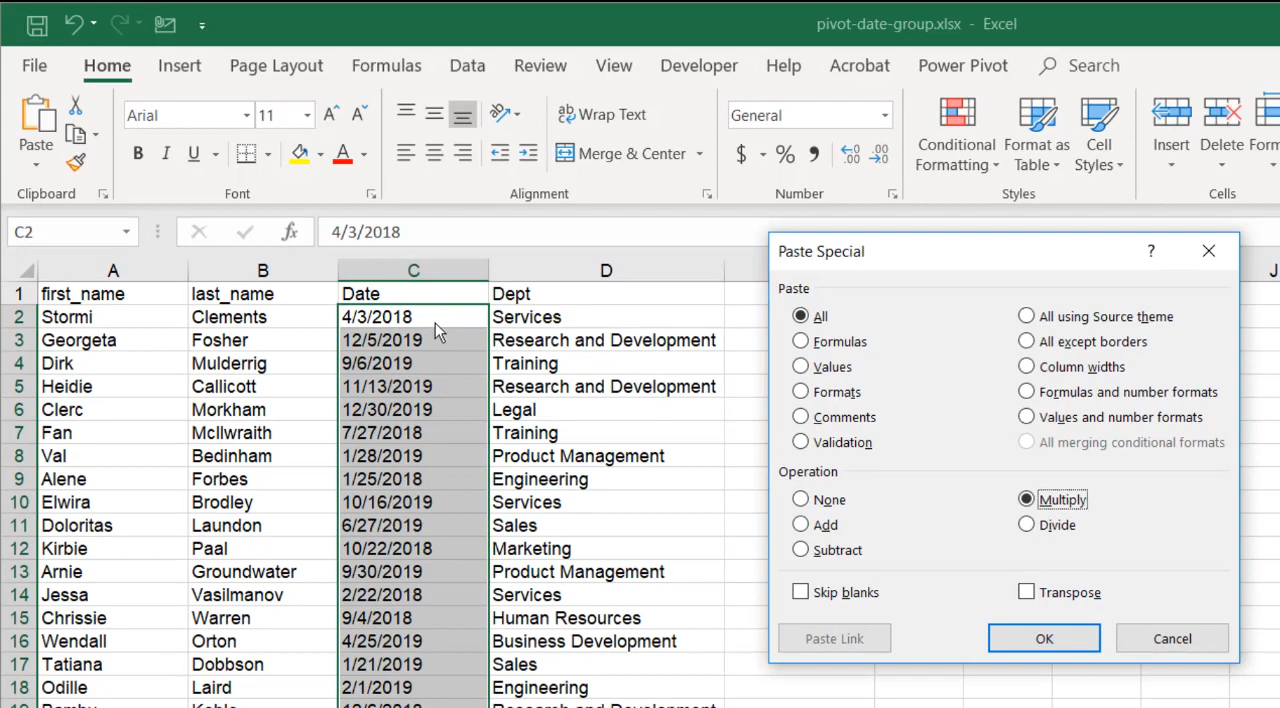 pivot-date-group.xlsx - Excel
File Home Insert Page Layout Formulas Data Review View Developer Help Acrobat Power Pivot Search
Arial 11 A A Wrap Text General
Paste B I U A Merge & Center $ % , Conditional Formatting Format as Table Cell Styles Insert Delete Form
Clipboard Font Alignment Number Styles Cells
C2 fx 4/3/2018
A B C D J
1 first_name last_name Date Dept
2 Stormi Clements 4/3/2018 Services
3 Georgeta Fosher 12/5/2019 Research and Development
4 Dirk Mulderrig 9/6/2019 Training
5 Heidie Callicott 11/13/2019 Research and Development
6 Clerc Morkham 12/30/2019 Legal
7 Fan McIlwraith 7/27/2018 Training
8 Val Bedinham 1/28/2019 Product Management
9 Alene Forbes 1/25/2018 Engineering
10 Elwira Brodley 10/16/2019 Services
11 Doloritas Laundon 6/27/2019 Sales
12 Kirbie Paal 10/22/2018 Marketing
13 Arnie Groundwater 9/30/2019 Product Management
14 Jessa Vasilmanov 2/22/2018 Services
15 Chrissie Warren 9/4/2018 Human Resources
16 Wendall Orton 4/25/2019 Business Development
17 Tatiana Dobbson 1/21/2019 Sales
18 Odille Laird 2/1/2019 Engineering
Paste Special ?
Paste
All All using Source theme
Formulas All except borders
Values Column widths
Formats Formulas and number formats
Comments Values and number formats
Validation All merging conditional formats
Operation
None Multiply
Add Divide
Subtract
Skip blanks Transpose
Paste Link OK Cancel